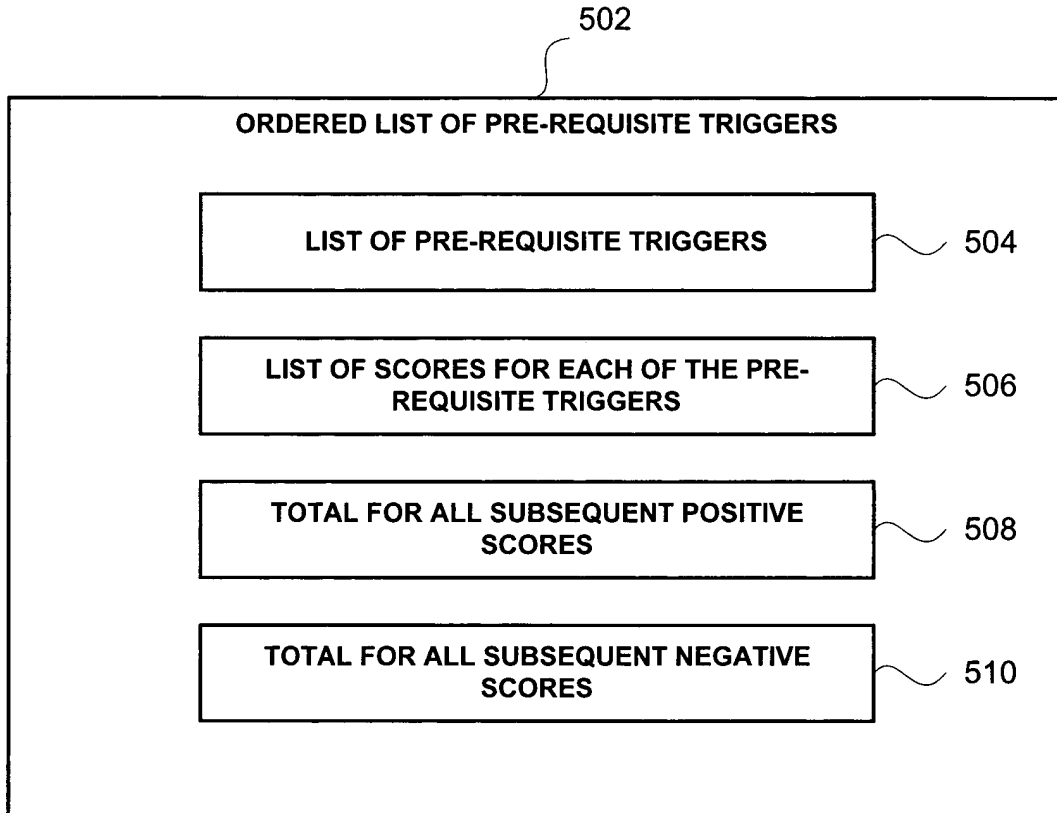 502
ORDERED LIST OF PRE-REQUISITE TRIGGERS
LIST OF PRE-REQUISITE TRIGGERS
504
LIST OF SCORES FOR EACH OF THE PRE-
REQUISITE TRIGGERS
506
TOTAL FOR ALL SUBSEQUENT POSITIVE
SCORES
508
TOTAL FOR ALL SUBSEQUENT NEGATIVE
SCORES
510